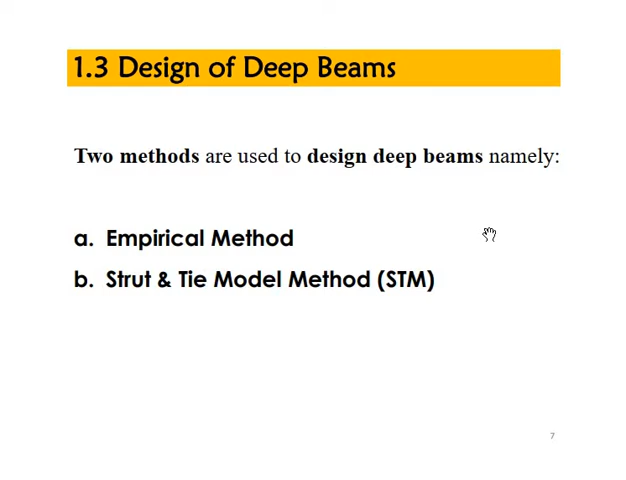 1.3 Design of Deep Beams
Two methods are used to design deep beams namely:
a. Empirical Method
b. Strut & Tie Model Method (STM)
7